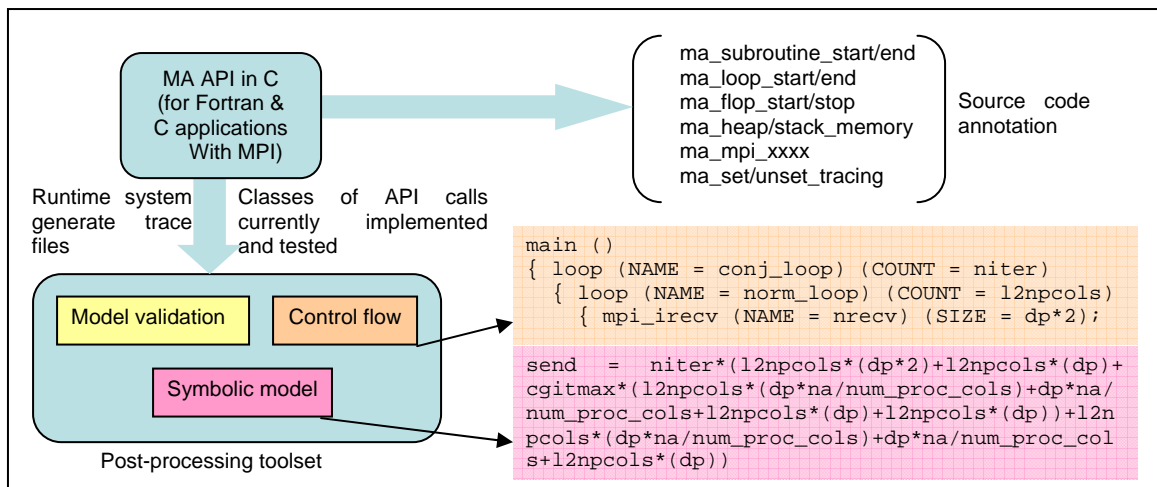 MA API in C
(for Fortran &
C applications
With MPI)
ma_subroutine_start/end
ma_loop_start/end
ma_flop_start/stop
ma_heap/stack_memory
ma_mpi_xxxx
ma_set/unset_tracing
Source code
annotation
Runtime system
generate trace
files
Classes of API calls
currently implemented
and tested
Model validation
Control flow
Symbolic model
Post-processing toolset
main ()
{ loop (NAME = conj_loop) (COUNT = niter)
{ loop (NAME = norm_loop) (COUNT = l2npcols)
{ mpi_irecv (NAME = nrecv) (SIZE = dp*2);
send = niter*(l2npcols*(dp*2)+l2npcols*(dp)+
cgitmax*(l2npcols*(dp*na/num_proc_cols)+dp*na/
num_proc_cols+l2npcols*(dp)+l2npcols*(dp))+l2n
pcols*(dp*na/num_proc_cols)+dp*na/num_proc_col
s+l2npcols*(dp))